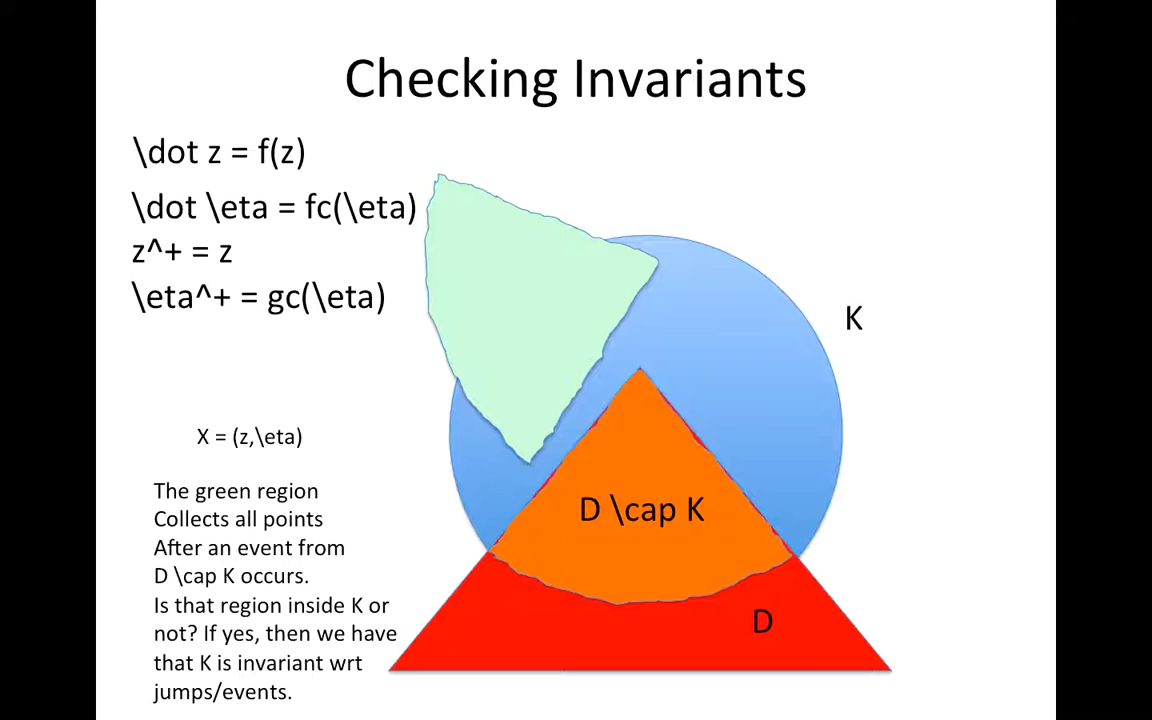 Checking Invariants
\dot z = f(z)
\dot \eta = fc(\eta)
z^+ = z
\eta^+ = gc(\eta)
K
X = (z,\eta)
The green region
Collects all points
After an event from
D \cap K occurs.
Is that region inside K or
not? If yes, then we have
that K is invariant wrt
jumps/events.
D \cap K
D